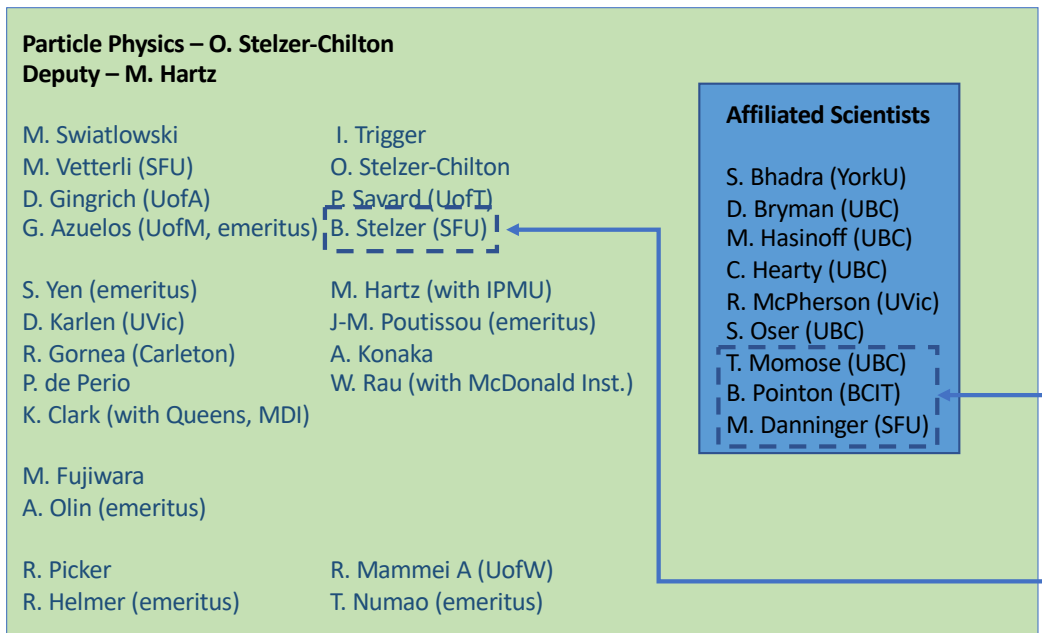 Particle Physics – O. Stelzer-Chilton
Deputy – M. Hartz
M. Swiatlowski
M. Vetterli (SFU)
D. Gingrich (UofA)
G. Azuelos (UofM, emeritus)
S. Yen (emeritus)
D. Karlen (UVic)
R. Gornea (Carleton)
P. de Perio
K. Clark (with Queens, MDI)
M. Fujiwara
A. Olin (emeritus)
R. Picker
R. Helmer (emeritus)
I. Trigger
O. Stelzer-Chilton
P. Savard (UofT)
B. Stelzer (SFU)
M. Hartz (with IPMU)
J-M. Poutissou (emeritus)
A. Konaka
W. Rau (with McDonald Inst.)
R. Mammei A (UofW)
T. Numao (emeritus)
Affiliated Scientists
S. Bhadra (YorkU)
D. Bryman (UBC)
M. Hasinoff (UBC)
C. Hearty (UBC)
R. McPherson (UVic)
S. Oser (UBC)
T. Momose (UBC)
B. Pointon (BCIT)
M. Danninger (SFU)